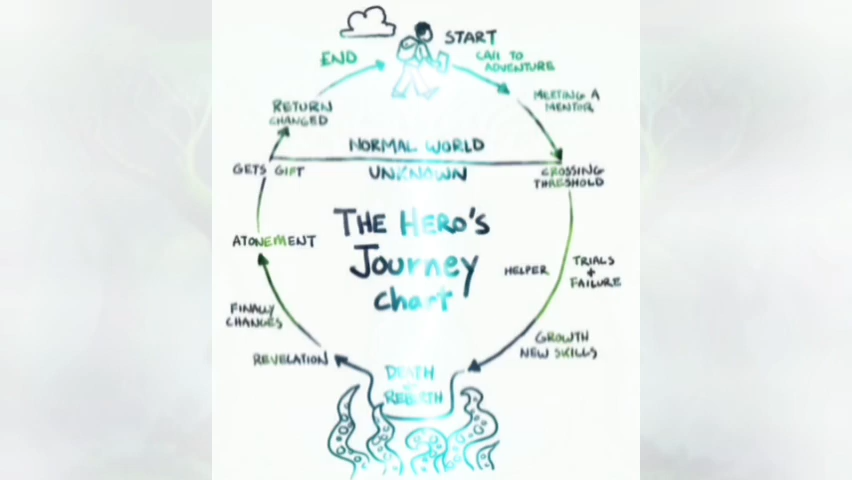 START
CALL TO
ADVENTURE
MEETING A
MENTOR
CROSSING
THRESHOLD
TRIALS
+
FAILURE
HELPER
GROWTH
NEW SKILLS
DEATH
REBIRTH
REVELATION
FINALLY
CHANGES
ATONEMENT
GETS GIFT
RETURN
CHANGED
END
NORMAL WORLD
UNKNOWN
THE HERO'S
JOURNEY
CHART